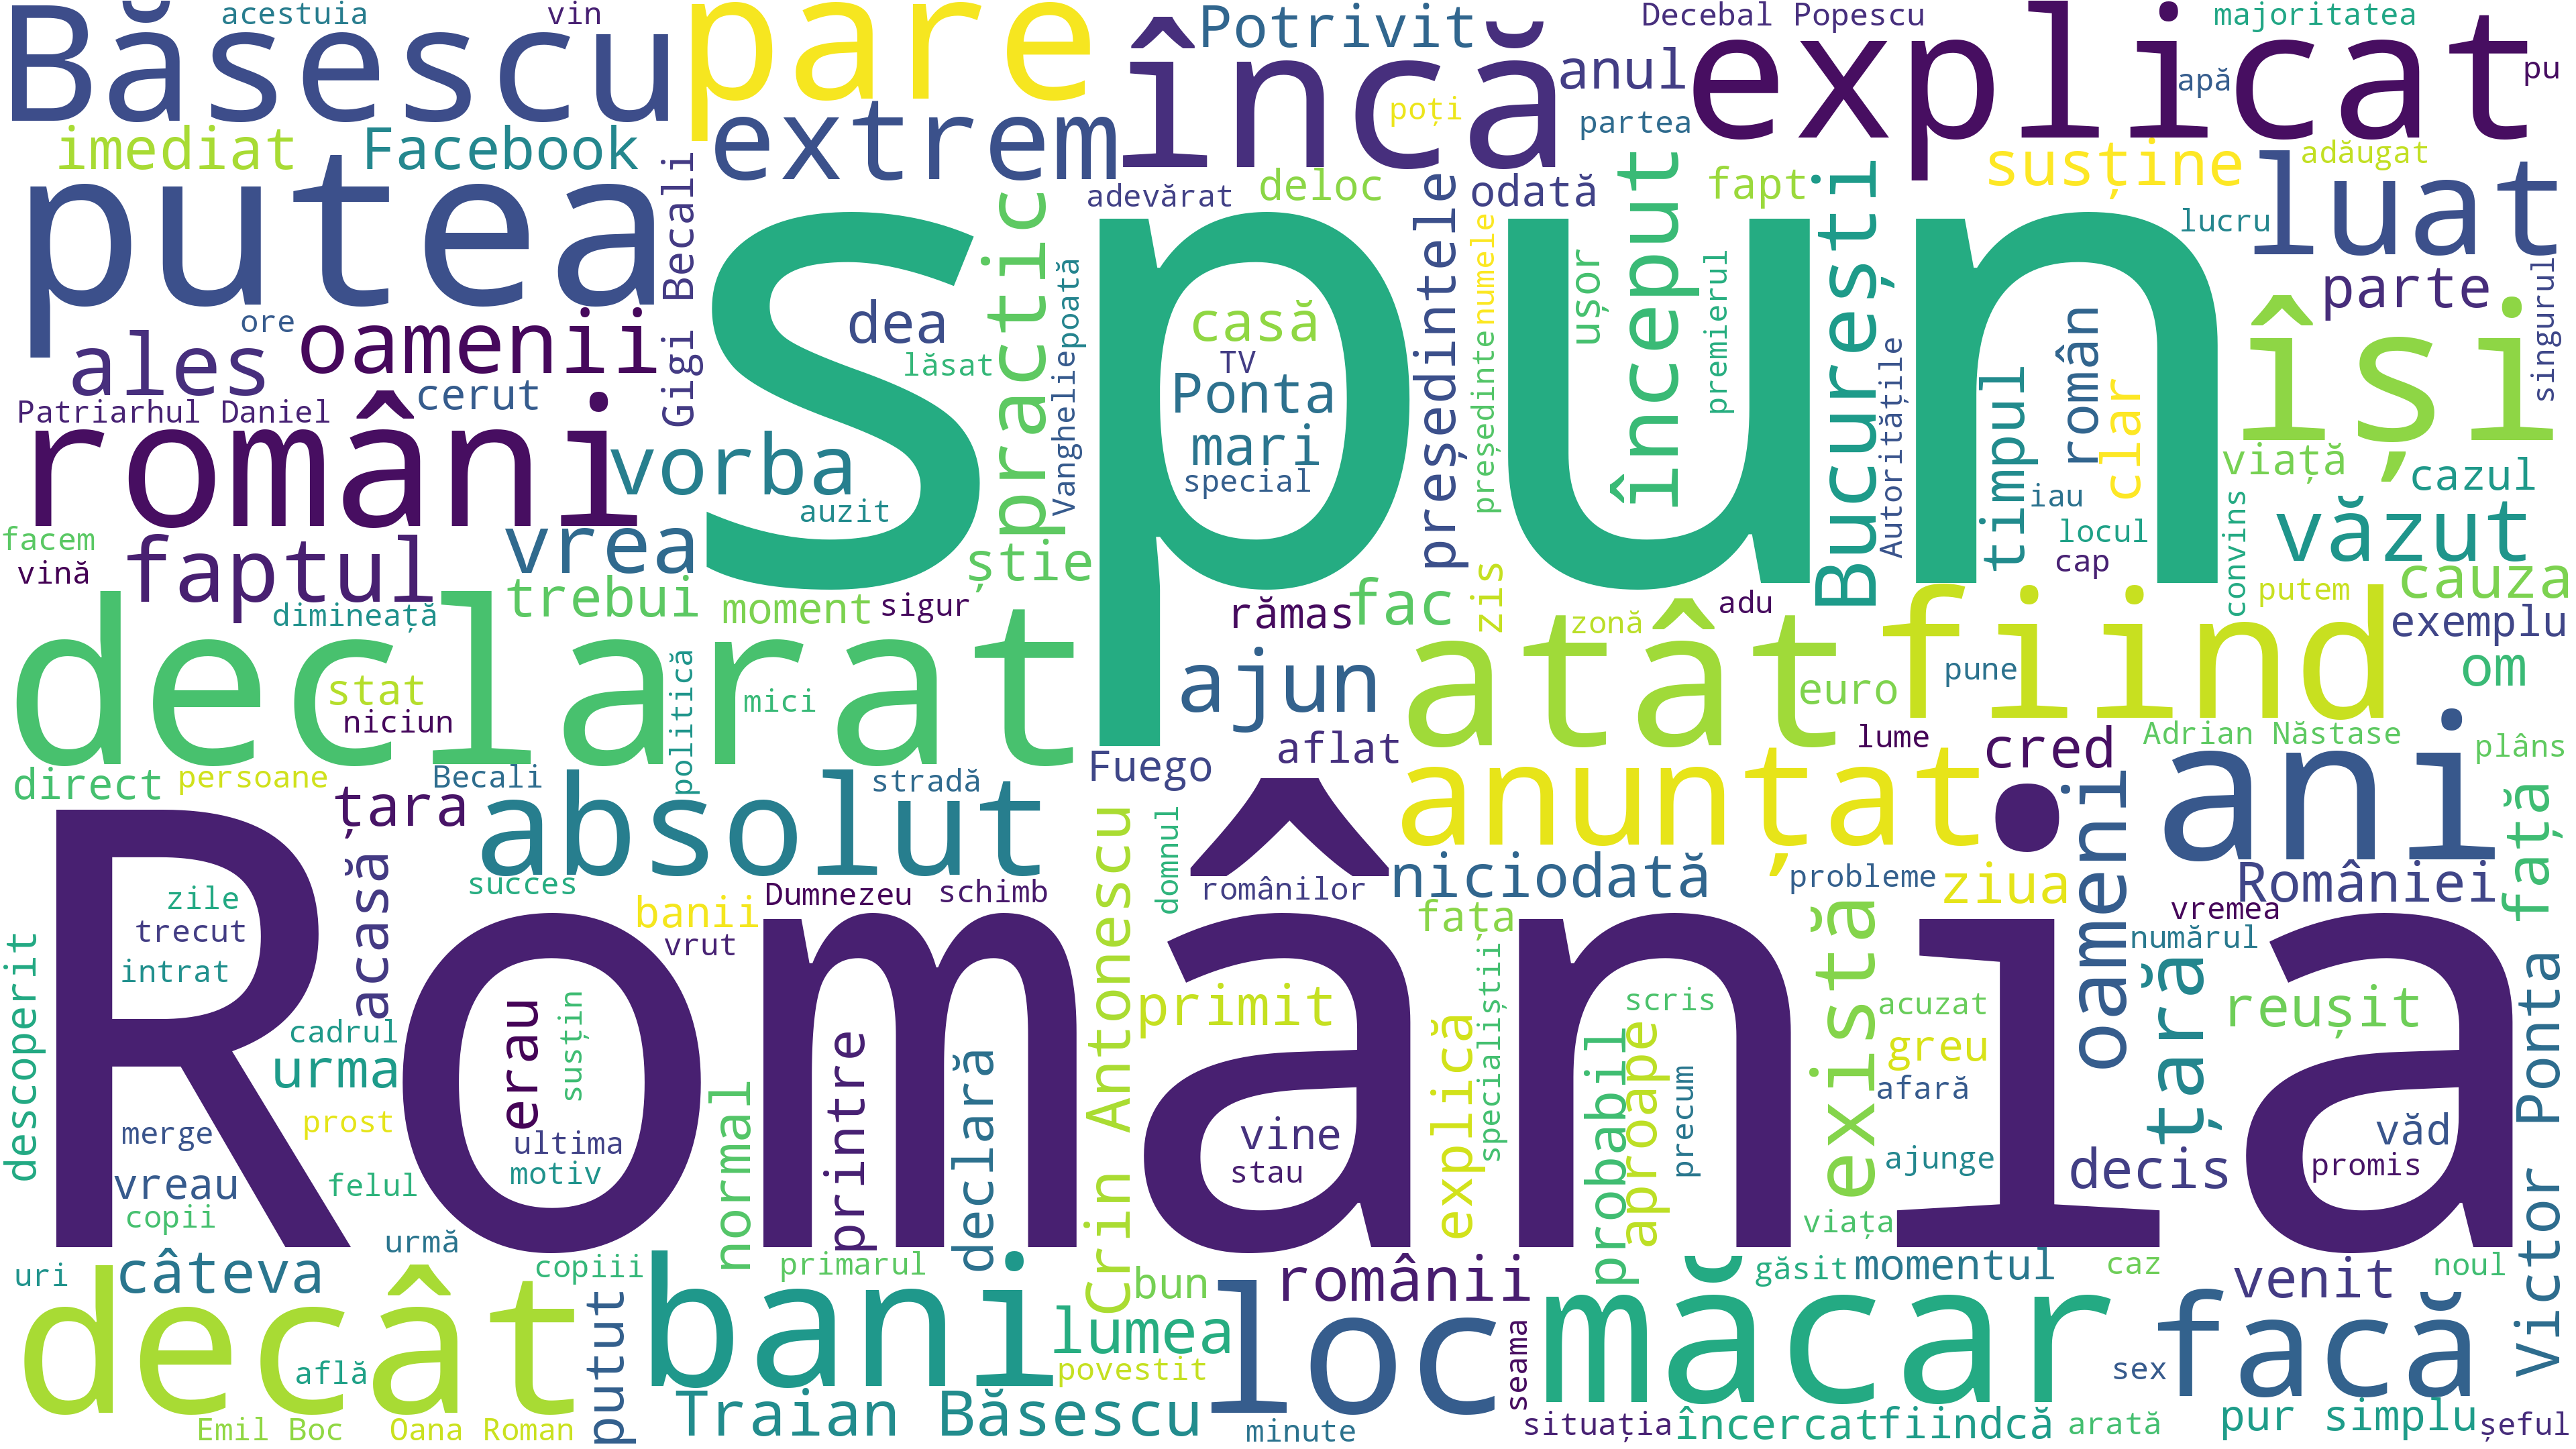 Băsescu
acestuia
vin
pare
încă
Potrivit
Decebal Popescu
majoritatea
explicat
anul
apă
pu
poți
partea
extrem
imediat
Facebook
putea
Gigi Becali
adevărat
deloc
odată
fapt
susține
adăugat
luat
lucru
început
București
președintele
numele
practic
spun
ușor
premierul
poată
parte
singurul
își
ore
oamenii
ales
dea
lăsat
casă
TV
Ponta
mari
special
Vanghelie
președinte
Autoritățile
timpul
român
clar
cerut
Patriarhul Daniel
români
vorba
auzit
viață
cazul
iau
locul
cap
convins
văzut
facem
vină
faptul
vrea
știe
trebui
moment
sigur
rămas
fac
zis
zonă
adu
putem
cauza
exemplu
om
dimineață
declarat
stat
niciun
politică
mici
ajun
atât
fiind
euro
pune
lume
cred
Adrian Năstase
plâns
ani
aflat
Fuego
direct
persoane
Becali
țara
absolut
stradă
anunțat
oameni
față
domnul
niciodată
probleme
ziua
României
Crin Antonescu
românilor
succes
Dumnezeu
schimb
banii
vrut
acasă
zile
trecut
intrat
România
fața
există
vremea
numărul
țară
descoperit
cadrul
urma
erau
susțin
printre
declară
normal
primit
explică
specialiștii
probabil
scris
aproape
precum
acuzat
greu
afară
ajunge
reușit
Victor Ponta
merge
prost
vreau
felul
copii
ultima
motiv
vine
stau
decis
văd
promis
viața
urmă
uri
câteva
decât
află
copiii
primarul
putut
bani
bun
lumea
povestit
românii
loc
seama
găsit
momentul
caz
venit
noul
măcar
facă
sex
Emil Boc
Oana Roman
Traian Băsescu
minute
situația
încercat
fiindcă
arată
pur simplu
șeful